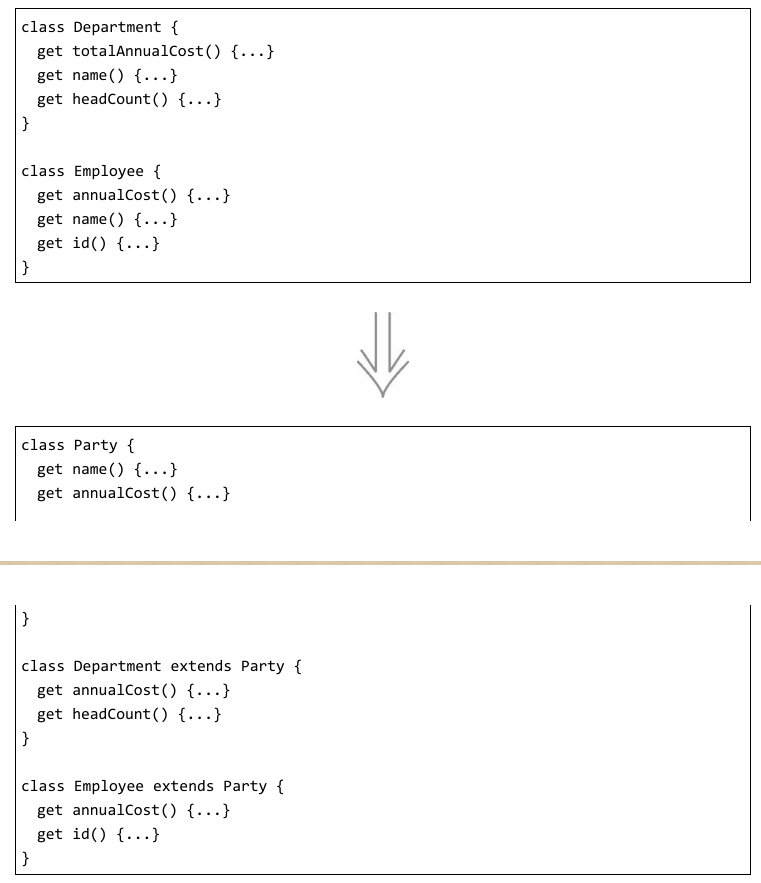 class Department {
  get totalAnnualCost() {...}
  get name() {...}
  get headCount() {...}
}
class Employee {
  get annualCost() {...}
  get name() {...}
  get id() {...}
}
class Party {
  get name() {...}
  get annualCost() {...}
}
class Department extends Party {
  get annualCost() {...}
  get headCount() {...}
}
class Employee extends Party {
  get annualCost() {...}
  get id() {...}
}